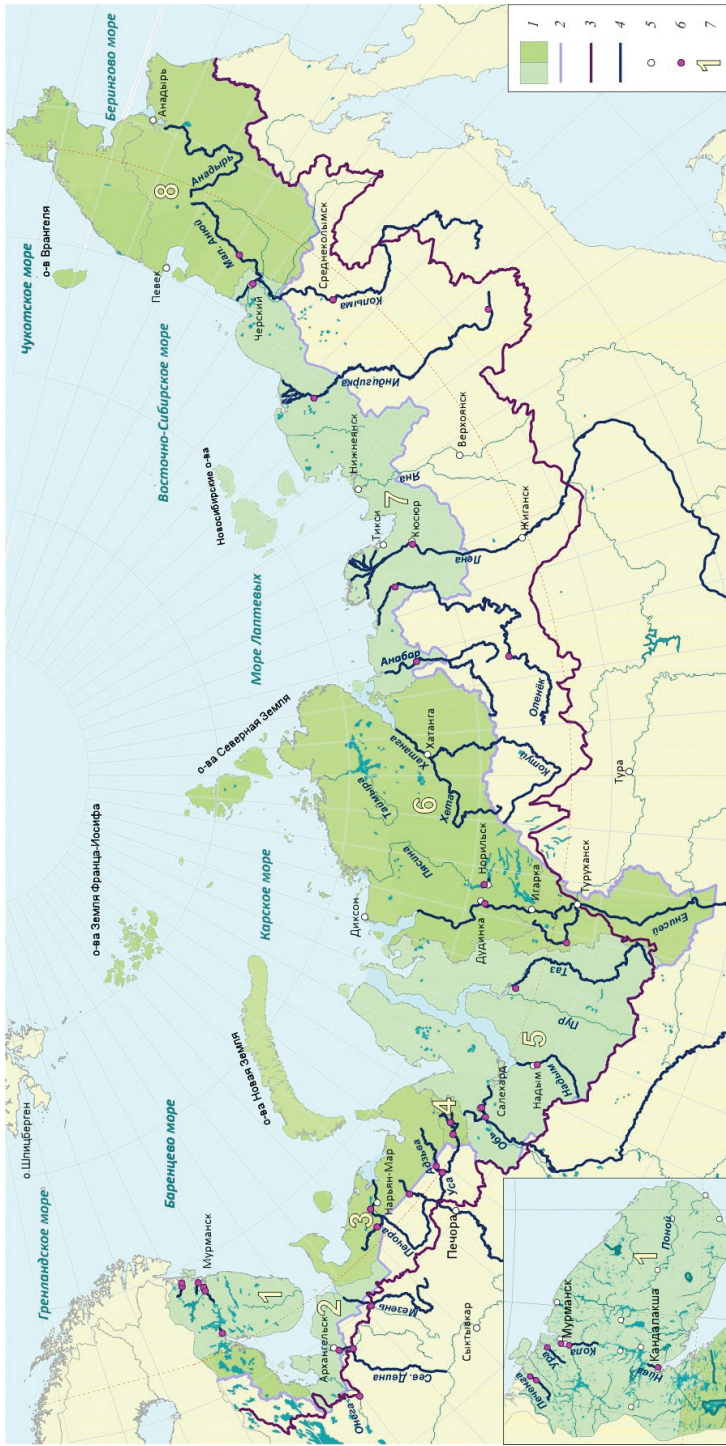 Гренландское море
о.Шпицберген
Баренцево море
о-ва Земля Франца-Иосифа
о-ва Новая Земля
Карское море
о-ва Северная Земля
Море Лаптевых
Новосибирские о-ва
Восточно-Сибирское море
Чукотское море
о-в Врангеля
Берингово море
Мурманск
1
Архангельск
2
Онега
Сев. Двина
Мезень
Сыктывкар
3
Нарьян-Мар
Печора
Печора
Уса
Адзьва
4
Салехард
Обь
Надым
Надым
5
Пур
Таз
Диксон
Дудинка
Норильск
Игарка
Туруханск
Енисей
Пясина
6
Таймыра
Хатанга
Хатанга
Хета
Котуй
Тура
Анабар
Оленёк
Лена
Жиганск
Тикси
Кюсюр
7
Яна
Нижнеянск
Верхоянск
Индигирка
Черский
Среднеколымск
Колыма
Мал. Анюй
Певек
8
Анадырь
Анадырь
1
2
3
4
5
6
1 7
Печенга
Ура
Мурманск
Кола
Кандалакша
Нива
Поной
1